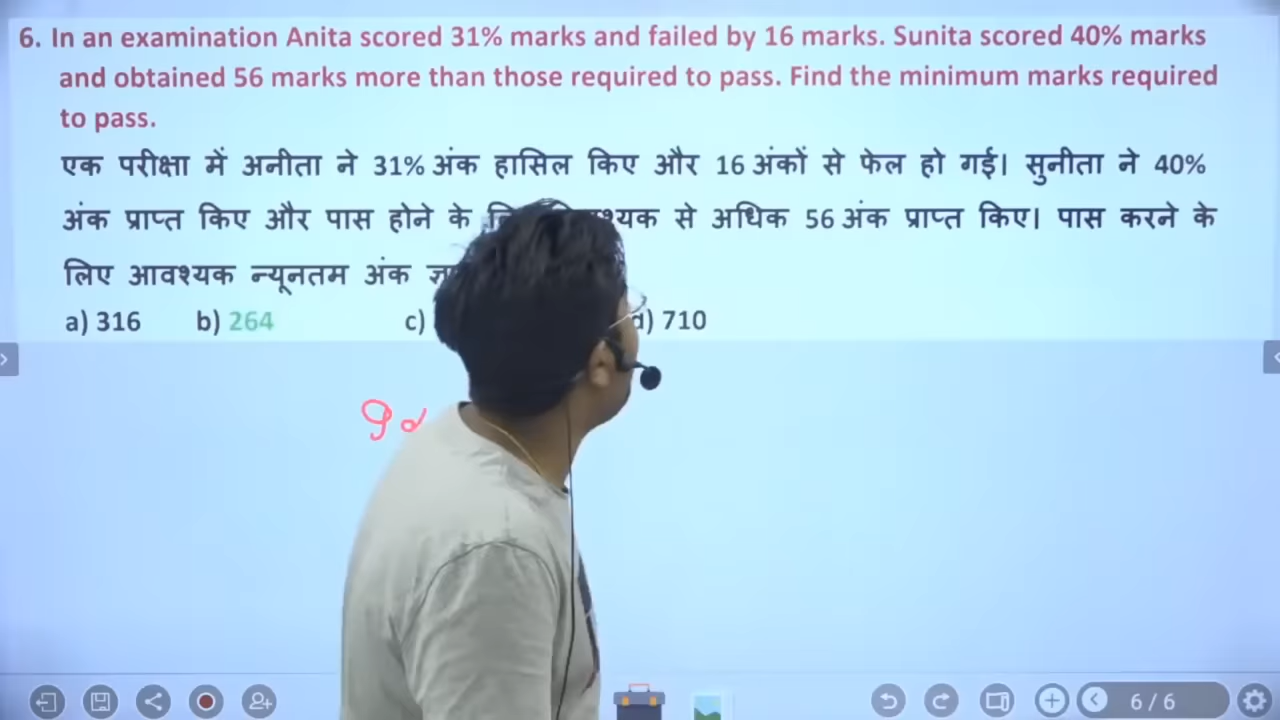 6. In an examination Anita scored 31% marks and failed by 16 marks. Sunita scored 40% marks
and obtained 56 marks more than those required to pass. Find the minimum marks required
to pass.
एक परीक्षा में अनीता ने 31% अंक हासिल किए और 16 अंकों से फेल हो गई। सुनीता ने 40%
अंक प्राप्त किए और पास होने के से अधिक 56 अंक प्राप्त किए। पास करने के
लिए आवश्यक न्यूनतम अंक
a) 316 b) 264 c) d) 710
6 / 6